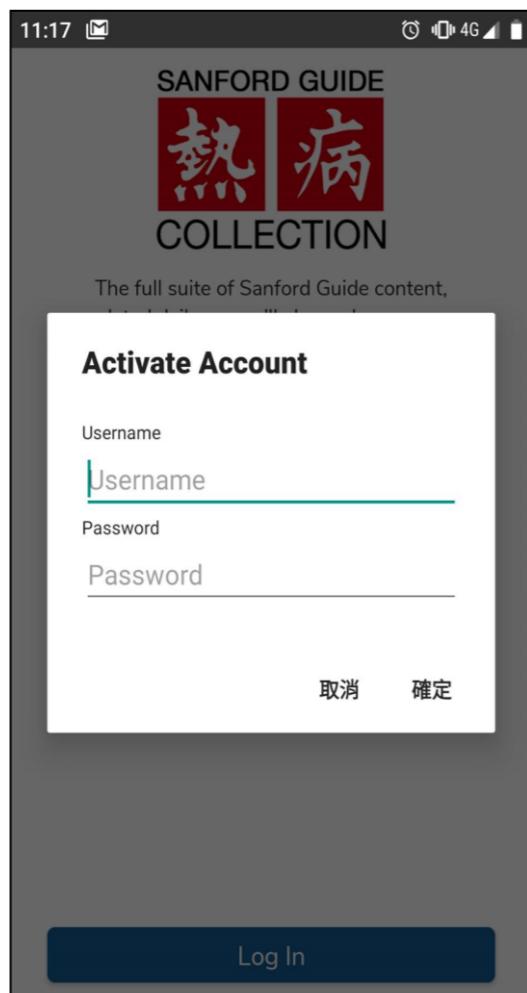 11:17
4G
SANFORD GUIDE
熱病
COLLECTION
The full suite of Sanford Guide content,
Activate Account
Username
Username
Password
Password
取消 確定
Log In